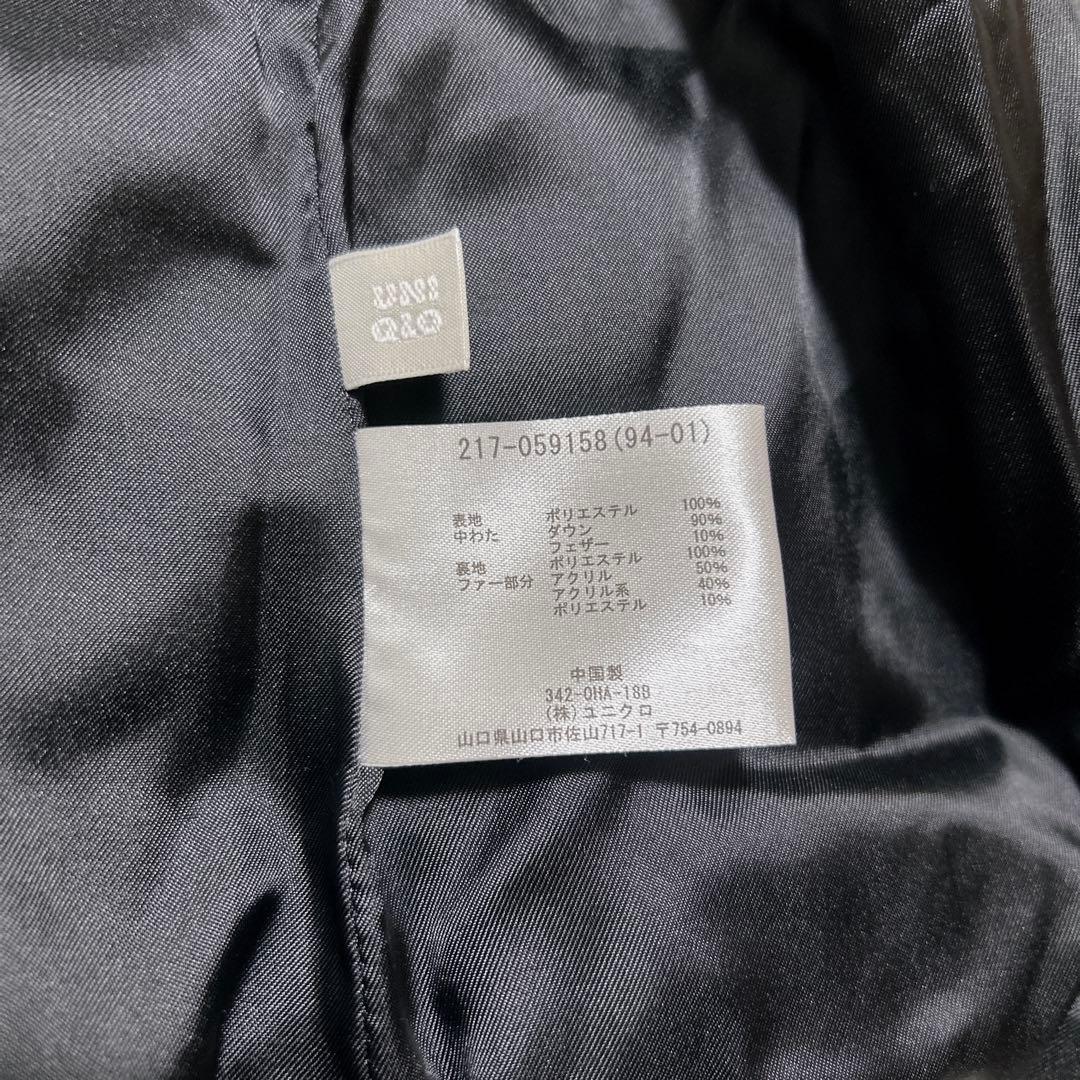 UNI
QLO
217-059158(94-01)
表地 ポリエステル 100%
中わた ダウン 90%
フェザー 10%
裏地 ポリエステル 100%
ファー部分 アクリル 50%
アクリル系 40%
ポリエステル 10%
中国製
342-QHA-18B
(株)ユニクロ
山口県山口市佐山717-1 〒754-0894